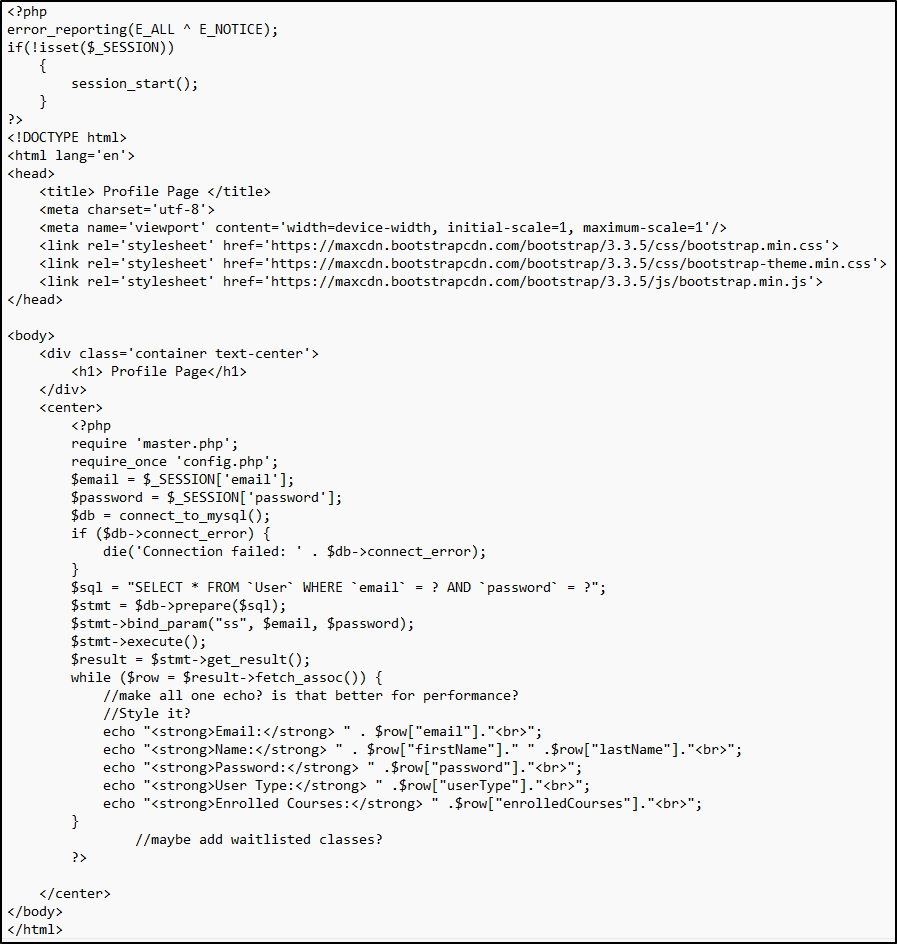 <?php
error_reporting(E_ALL ^ E_NOTICE);
if(!isset($_SESSION))
    {
        session_start();
    }
?>
<!DOCTYPE html>
<html lang='en'>
<head>
    <title> Profile Page </title>
    <meta charset='utf-8'>
    <meta name='viewport' content='width=device-width, initial-scale=1, maximum-scale=1'/>
    <link rel='stylesheet' href='https://maxcdn.bootstrapcdn.com/bootstrap/3.3.5/css/bootstrap.min.css'>
    <link rel='stylesheet' href='https://maxcdn.bootstrapcdn.com/bootstrap/3.3.5/css/bootstrap-theme.min.css'>
    <link rel='stylesheet' href='https://maxcdn.bootstrapcdn.com/bootstrap/3.3.5/js/bootstrap.min.js'>
</head>

<body>
    <div class='container text-center'>
        <h1> Profile Page</h1>
    </div>
    <center>
        <?php
        require 'master.php';
        require_once 'config.php';
        $email = $_SESSION['email'];
        $password = $_SESSION['password'];
        $db = connect_to_mysql();
        if ($db->connect_error) {
            die('Connection failed: ' . $db->connect_error);
        }
        $sql = "SELECT * FROM `User` WHERE `email` = ? AND `password` = ?";
        $stmt = $db->prepare($sql);
        $stmt->bind_param("ss", $email, $password);
        $stmt->execute();
        $result = $stmt->get_result();
        while ($row = $result->fetch_assoc()) {
            //make all one echo? is that better for performance?
            //Style it?
            echo "<strong>Email:</strong> " . $row["email"]."<br>";
            echo "<strong>Name:</strong> " . $row["firstName"]." " .$row["lastName"]."<br>";
            echo "<strong>Password:</strong> " .$row["password"]."<br>";
            echo "<strong>User Type:</strong> " .$row["userType"]."<br>";
            echo "<strong>Enrolled Courses:</strong> " .$row["enrolledCourses"]."<br>";
        }
                //maybe add waitlisted classes?
        ?>

    </center>
</body>
</html>